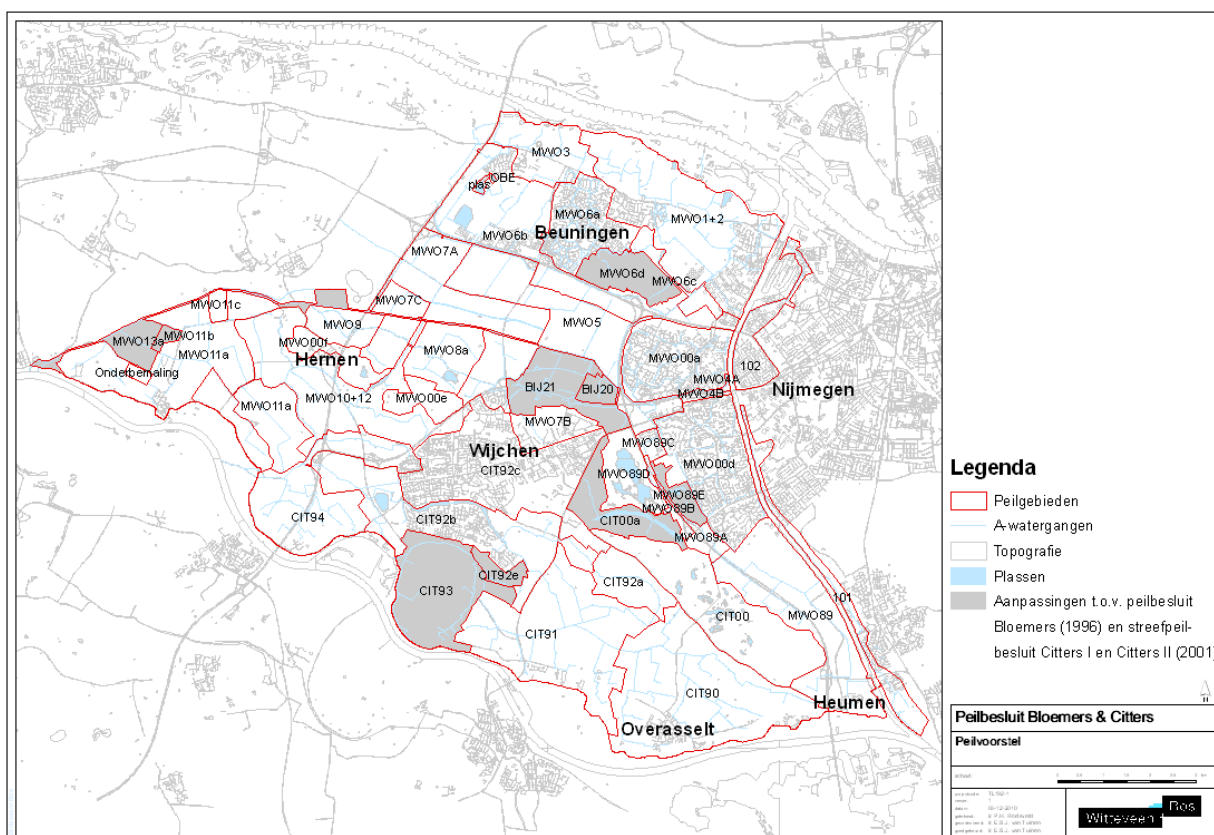 MWO3
plas
OBE
MWO6a
MWO1+2
Beuningen
MWO6b
MWO7A
MWO6d
MWO6c
MWO11c
MWO7C
MWO9
MWO5
MWO13a
MWO11b
MWO11a
MWO00f
Hernen
MWO8a
MWO00a
102
Onderbemaling
BIJ21
BIJ20
MWO4A
MWO4B
Nijmegen
MWO11a
MWO10+12
MWO00e
MWO7B
MWO89C
MWO00d
Wijchen
CIT92c
MWO89D
MWO89E
MWO89B
CIT94
CIT92b
CIT00a
MWO89A
CIT93
CIT92e
CIT92a
101
CIT00
MWO89
CIT91
CIT90
Heumen
Overasselt
Legenda
Peilgebieden
A-watergangen
Topografie
Plassen
Aanpassingen t.o.v. peilbesluit
Bloemers (1996) en streefpeil-
besluit Citters I en Citters II (2001)
Peilbesluit Bloemers & Citters
Peilvoorstel
Witteveen
Bos